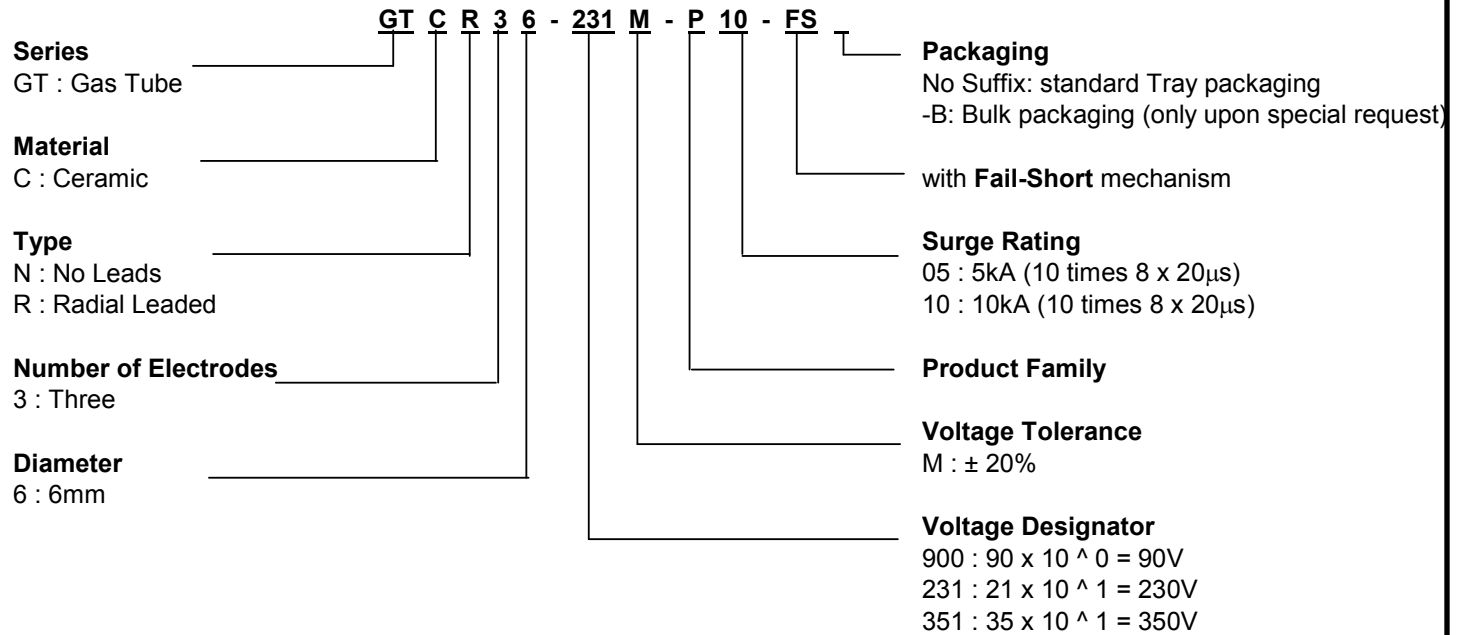 GT C R 3 6 - 231 M - P 10 - FS
Series
GT : Gas Tube
Material
C : Ceramic
Type
N : No Leads
R : Radial Leaded
Number of Electrodes
3 : Three
Diameter
6 : 6mm
Packaging
No Suffix: standard Tray packaging
-B: Bulk packaging (only upon special request)
with Fail-Short mechanism
Surge Rating
05 : 5kA (10 times 8 x 20μs)
10 : 10kA (10 times 8 x 20μs)
Product Family
Voltage Tolerance
M : ± 20%
Voltage Designator
900 : 90 x 10 ^ 0 = 90V
231 : 21 x 10 ^ 1 = 230V
351 : 35 x 10 ^ 1 = 350V